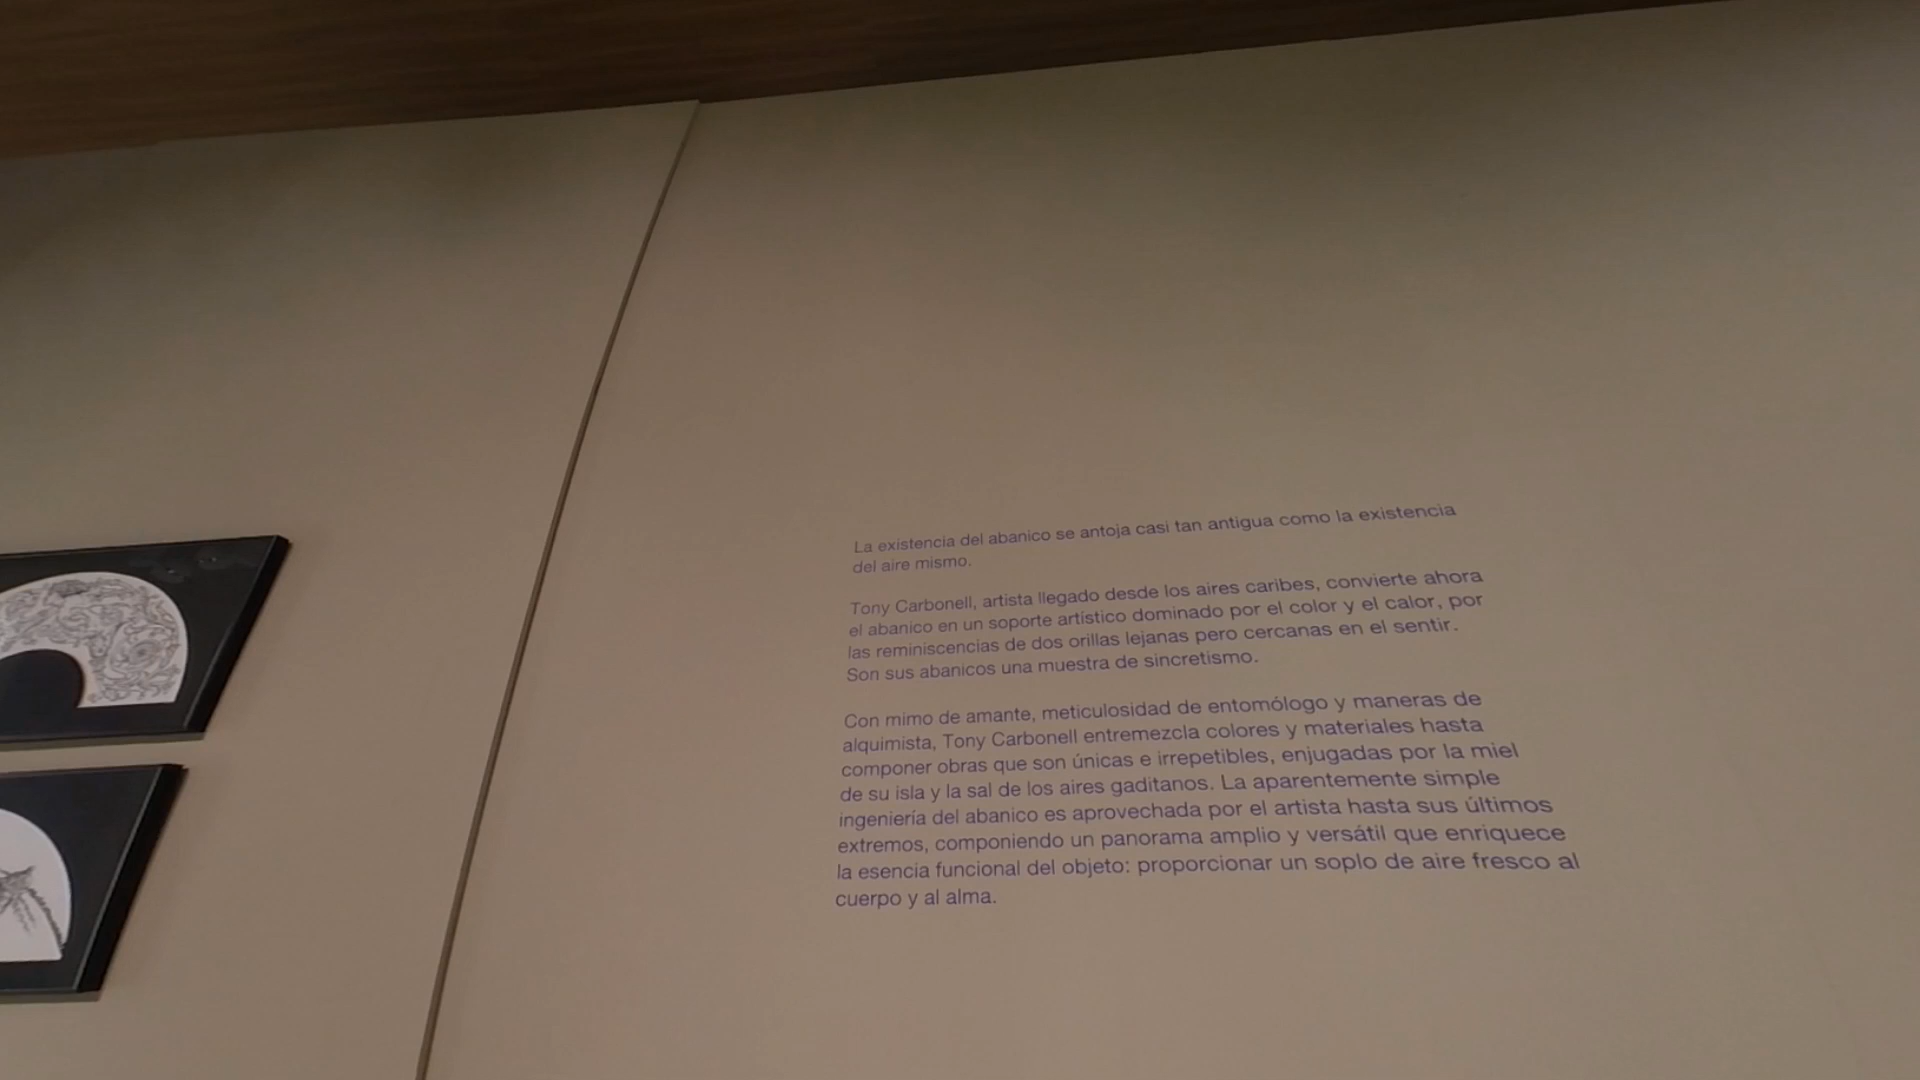 La existencia del abanico se antoja casi tan antigua como la existencia
del aire mismo.
Tony Carbonell, artista llegado desde los aires caribes, convierte ahora
el abanico en un soporte artístico dominado por el color y el calor, por
las reminiscencias de dos orillas lejanas pero cercanas en el sentir.
Son sus abanicos una muestra de sincretismo.
Con mimo de amante, meticulosidad de entomólogo y maneras de
alquimista, Tony Carbonell entremezcla colores y materiales hasta
componer obras que son únicas e irrepetibles, enjugadas por la miel
de su isla y la sal de los aires gaditanos. La aparentemente simple
ingeniería del abanico es aprovechada por el artista hasta sus últimos
extremos, componiendo un panorama amplio y versátil que enriquece
la esencia funcional del objeto: proporcionar un soplo de aire fresco al
cuerpo y al alma.